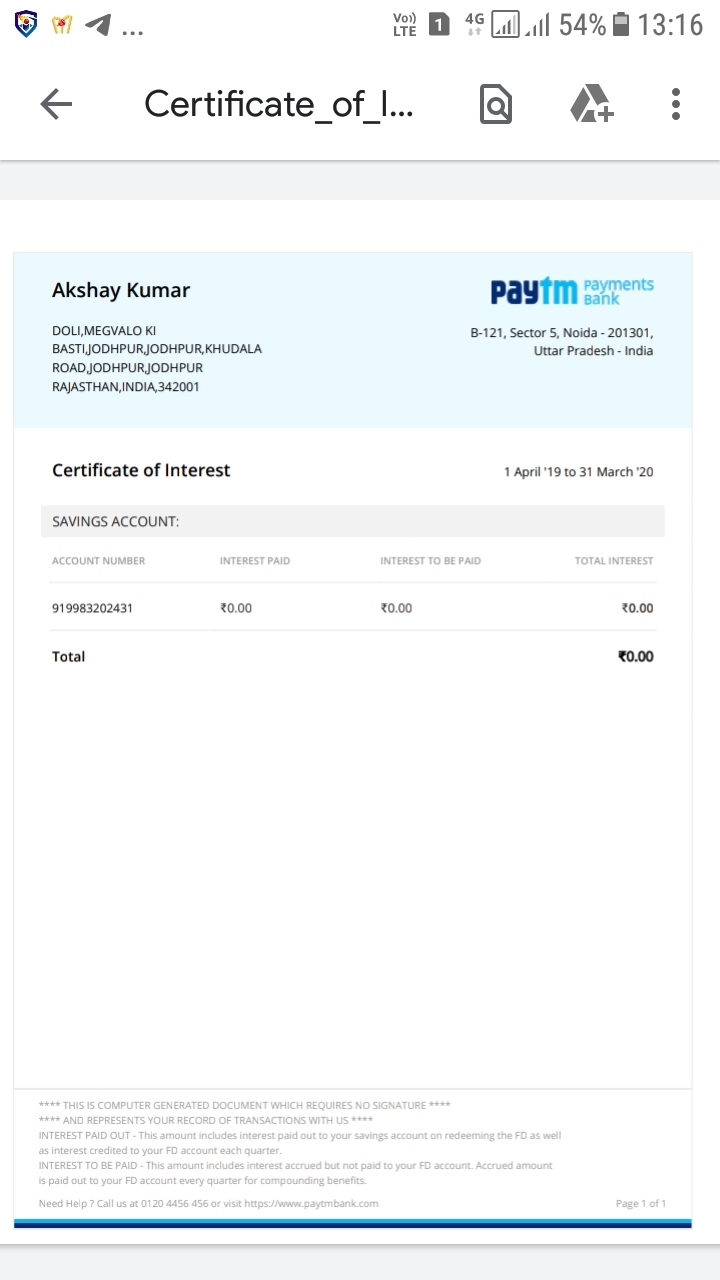 ... Vo)) LTE 1 4G 54% 13:16
Certificate_of_I...
Akshay Kumar
paytm payments bank
DOLI,MEGVALO KI
BASTI,JODHPUR,JODHPUR,KHUDALA
ROAD,JODHPUR,JODHPUR
RAJASTHAN,INDIA,342001
B-121, Sector 5, Noida - 201301,
Uttar Pradesh - India
Certificate of Interest
1 April '19 to 31 March '20
SAVINGS ACCOUNT:
ACCOUNT NUMBER INTEREST PAID INTEREST TO BE PAID TOTAL INTEREST
919983202431 ₹0.00 ₹0.00 ₹0.00
Total ₹0.00
**** THIS IS COMPUTER GENERATED DOCUMENT WHICH REQUIRES NO SIGNATURE ****
**** AND REPRESENTS YOUR RECORD OF TRANSACTIONS WITH US ****
INTEREST PAID OUT - This amount includes interest paid out to your savings account on redeeming the FD as well
as interest credited to your FD account each quarter.
INTEREST TO BE PAID - This amount includes interest accrued but not paid to your FD account. Accrued amount
is paid out to your FD account every quarter for compounding benefits.
Need Help ? Call us at 0120 4456 456 or visit https://www.paytmbank.com
Page 1 of 1